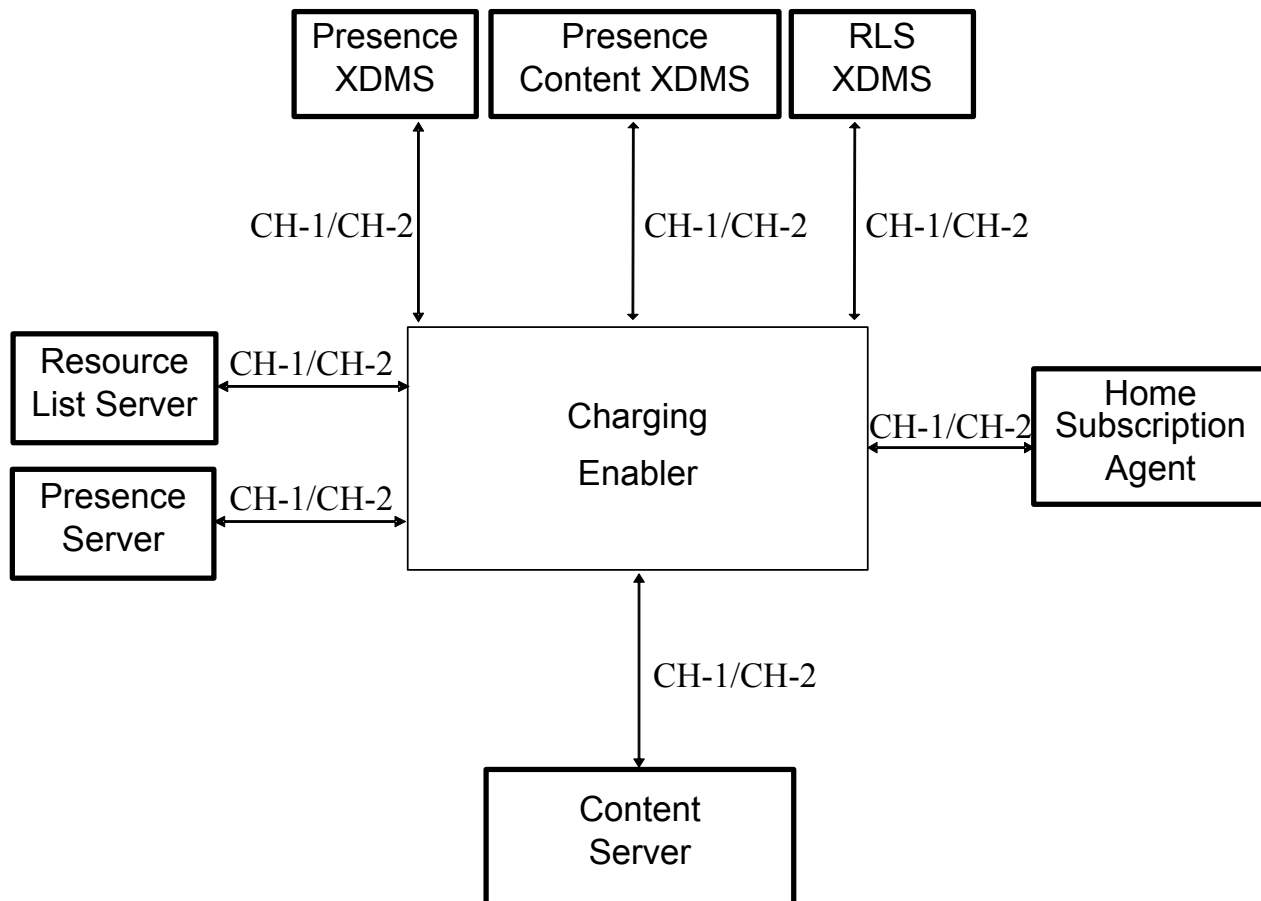 Presence
XDMS
Presence
Content XDMS
RLS
XDMS
CH-1/CH-2
CH-1/CH-2
CH-1/CH-2
Resource
List Server
CH-1/CH-2
Charging
Enabler
CH-1/CH-2
Home
Subscription
Agent
Presence
Server
CH-1/CH-2
CH-1/CH-2
Content
Server